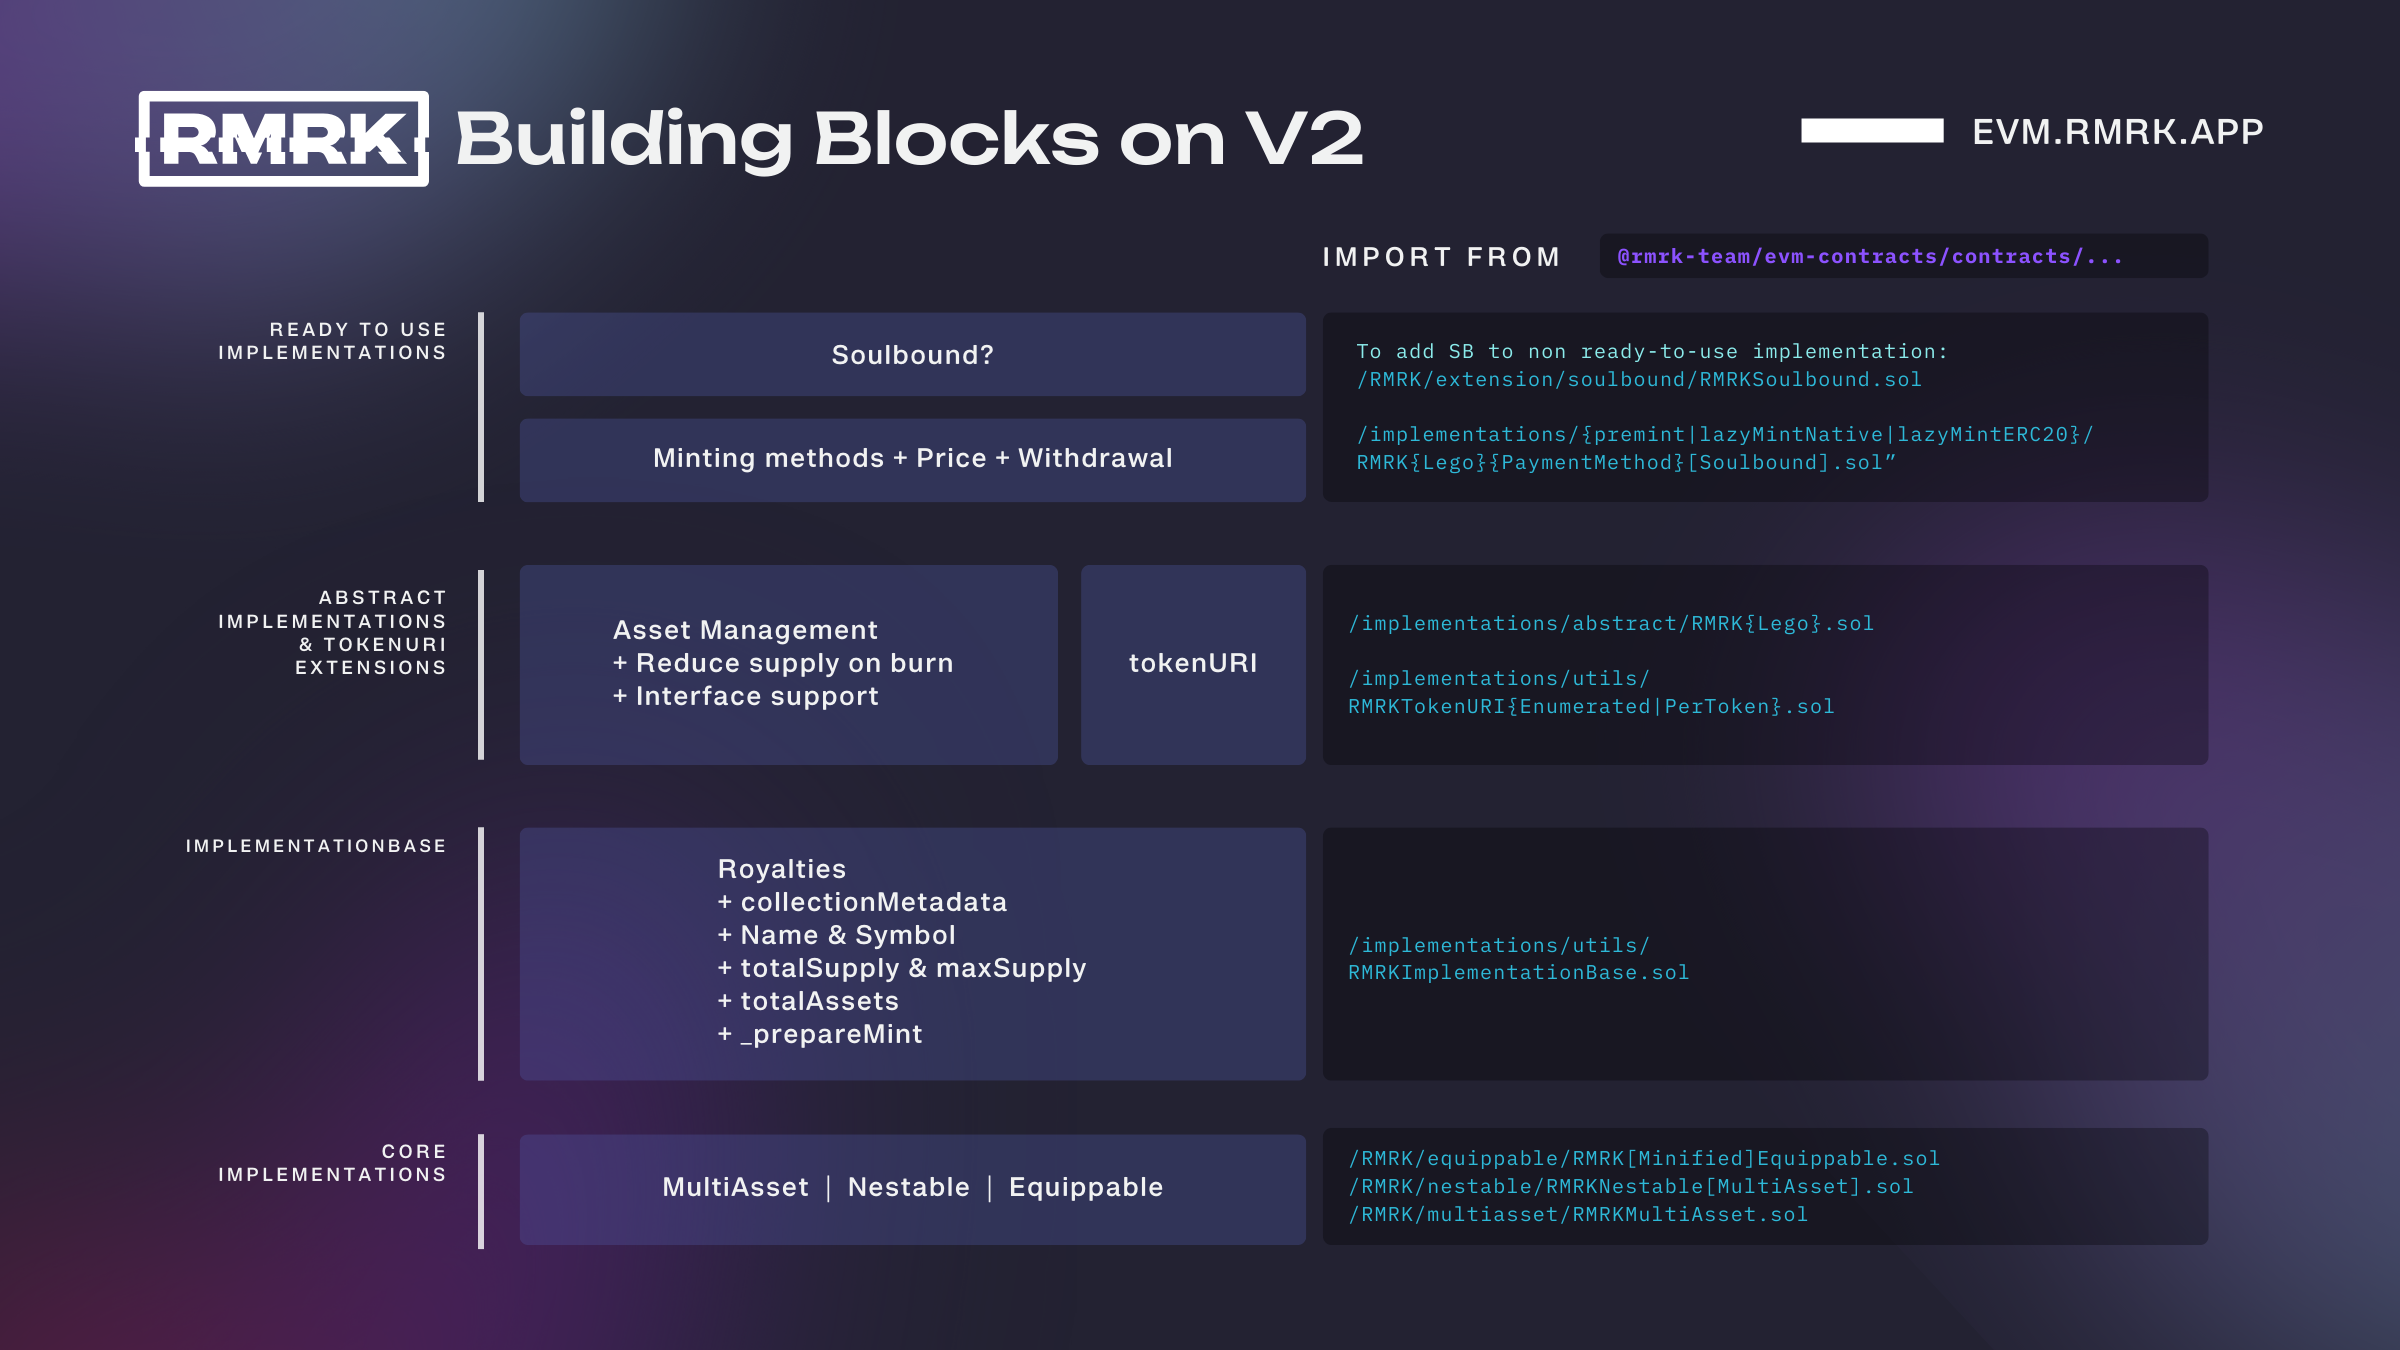 RMRK Building Blocks on V2
EVM.RMRK.APP
IMPORT FROM
@rmrk-team/evm-contracts/contracts/...
READY TO USE
IMPLEMENTATIONS
Soulbound?
Minting methods + Price + Withdrawal
To add SB to non ready-to-use implementation:
/RMRK/extension/soulbound/RMRKSoulbound.sol
/implementations/{premint|lazyMintNative|lazyMintERC20}/
RMRK{Lego}{PaymentMethod}[Soulbound].sol”
ABSTRACT
IMPLEMENTATIONS
& TOKENURI
EXTENSIONS
Asset Management
+ Reduce supply on burn
+ Interface support
tokenURI
/implementations/abstract/RMRK{Lego}.sol
/implementations/utils/
RMRKTokenURI{Enumerated|PerToken}.sol
IMPLEMENTATIONBASE
Royalties
+ collectionMetadata
+ Name & Symbol
+ totalSupply & maxSupply
+ totalAssets
+ _prepareMint
/implementations/utils/
RMRKImplementationBase.sol
CORE
IMPLEMENTATIONS
MultiAsset | Nestable | Equippable
/RMRK/equippable/RMRK[Minified]Equippable.sol
/RMRK/nestable/RMRKNestable[MultiAsset].sol
/RMRK/multiasset/RMRKMultiAsset.sol